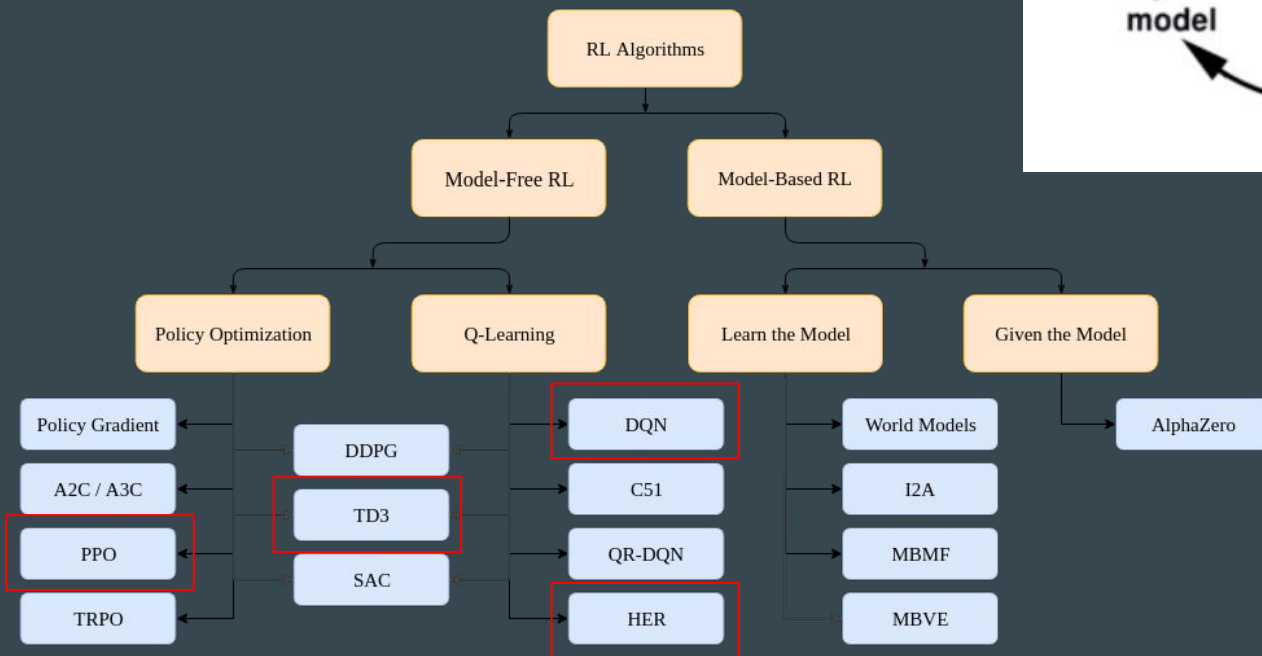 model
RL Algorithms
Model-Free RL
Model-Based RL
Policy Optimization
Q-Learning
Learn the Model
Given the Model
Policy Gradient
DDPG
DQN
World Models
AlphaZero
A2C / A3C
TD3
C51
I2A
PPO
SAC
QR-DQN
MBMF
TRPO
HER
MBVE